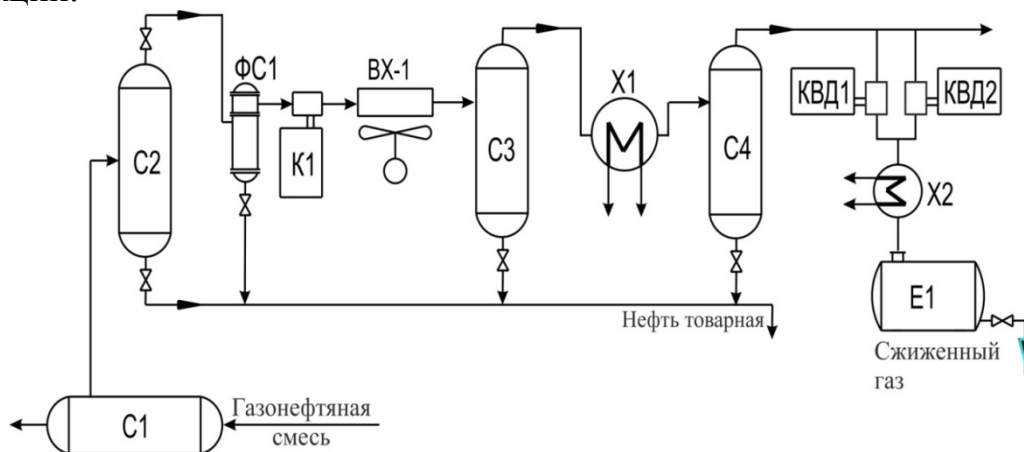 ФС1
ВХ-1
Х1
КВД1
КВД2
С2
К1
С3
С4
Х2
Е1
Нефть товарная
Сжиженный
газ
С1
Газонефтяная
смесь